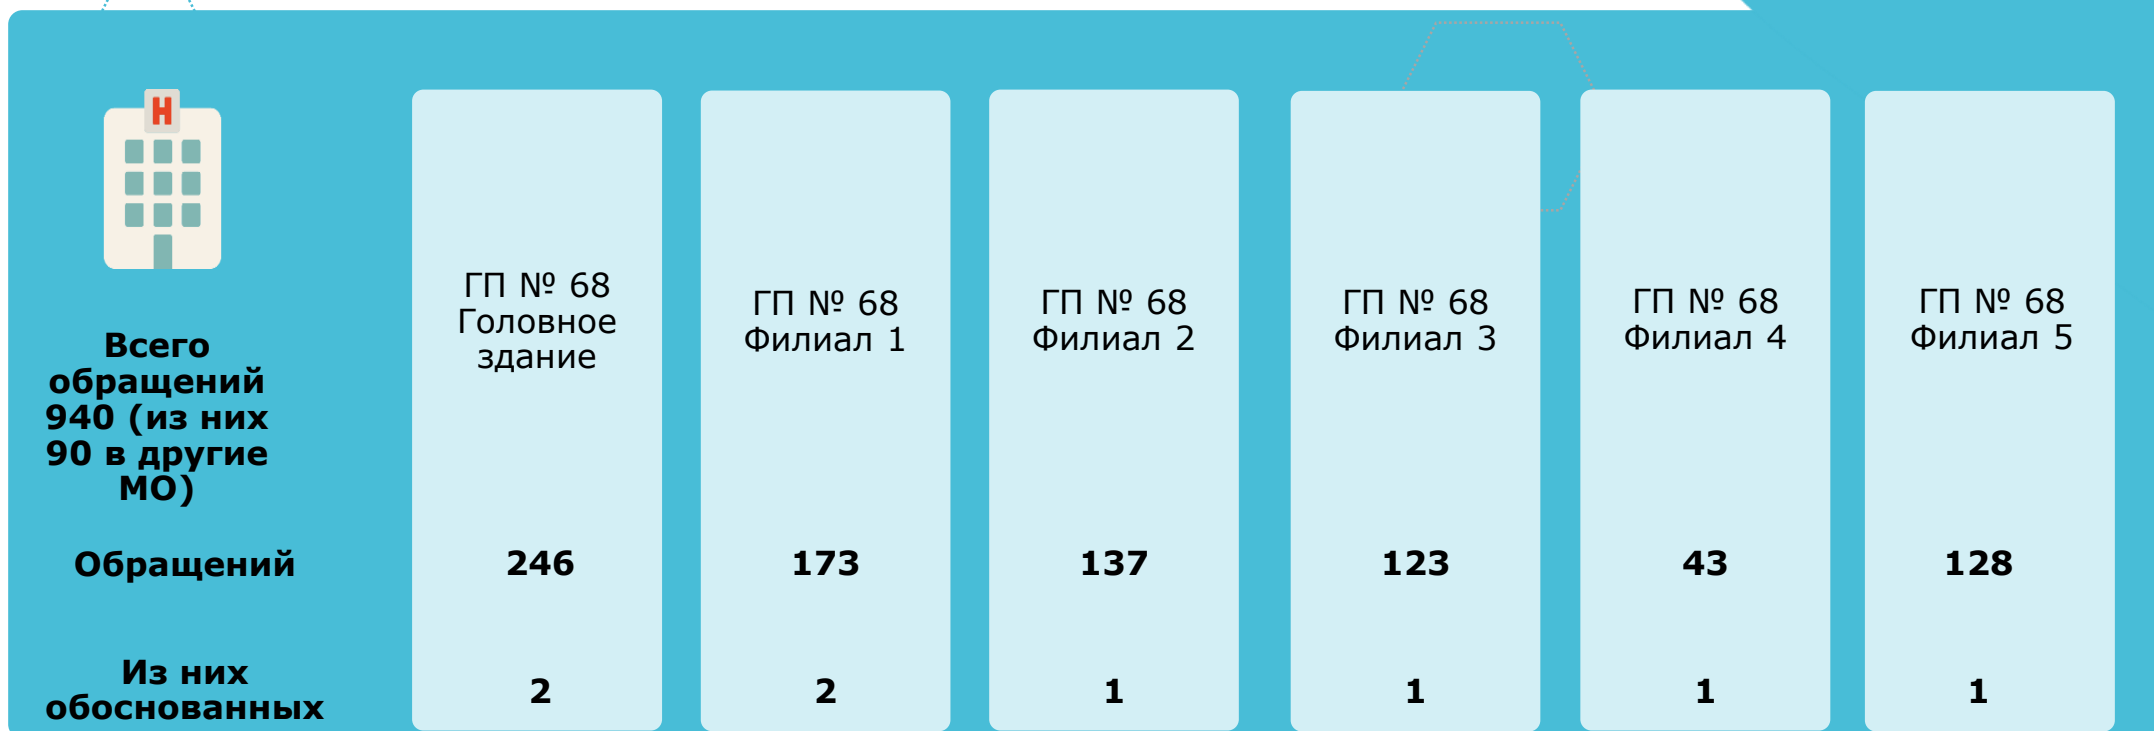 H
Всего
обращений
940 (из них
90 в другие
МО)
ГП № 68
Головное
здание
ГП № 68
Филиал 1
ГП № 68
Филиал 2
ГП № 68
Филиал 3
ГП № 68
Филиал 4
ГП № 68
Филиал 5
Обращений
246
173
137
123
43
128
Из них
обоснованных
2
2
1
1
1
1